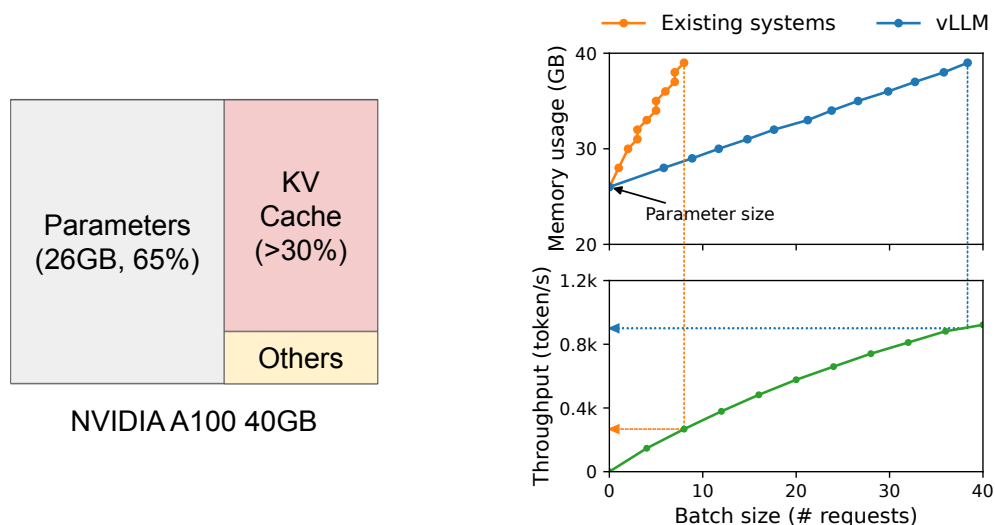 Parameters
(26GB, 65%)
KV
Cache
(>30%)
Others
NVIDIA A100 40GB
Existing systems
vLLM
Memory usage (GB)
40
30
20
Parameter size
Throughput (token/s)
1.2k
0.8k
0.4k
0
0 10 20 30 40
Batch size (# requests)